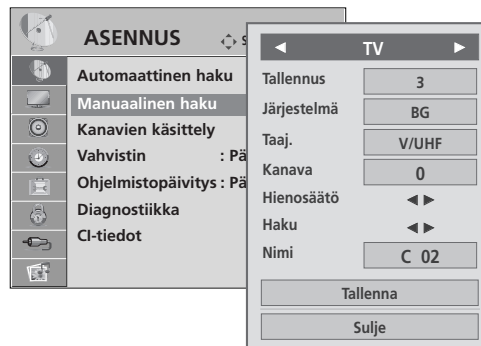 ASENNUS
Automaattinen haku
Manuaalinen haku
Kanavien käsittely
Vahvistin : Pä
Ohjelmistopäivitys : Pä
Diagnostiikka
CI-tiedot
TV
Tallennus 3
Järjestelmä BG
Taaj. V/UHF
Kanava 0
Hienosäätö
Haku
Nimi C 02
Tallenna
Sulje